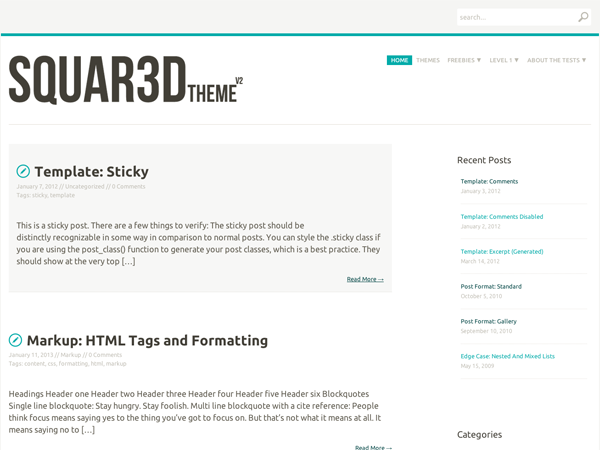 search...
SQUAR3DTHEME V2
HOME THEMES FREEBIES ▼ LEVEL 1 ▼ ABOUT THE TESTS ▼
Template: Sticky
January 7, 2012 // Uncategorized // 0 Comments
Tags: sticky, template
This is a sticky post. There are a few things to verify: The sticky post should be
distinctly recognizable in some way in comparison to normal posts. You can style the .sticky class if
you are using the post_class() function to generate your post classes, which is a best practice. They
should show at the very top […]
Read More →
Markup: HTML Tags and Formatting
January 11, 2013 // Markup // 0 Comments
Tags: content, css, formatting, html, markup
Headings Header one Header two Header three Header four Header five Header six Blockquotes
Single line blockquote: Stay hungry. Stay foolish. Multi line blockquote with a cite reference: People
think focus means saying yes to the thing you’ve got to focus on. But that’s not what it means at all. It
means saying no to […]
Read More →
Recent Posts
Template: Comments
January 3, 2012
Template: Comments Disabled
January 2, 2012
Template: Excerpt (Generated)
March 14, 2012
Post Format: Standard
October 5, 2010
Post Format: Gallery
September 10, 2010
Edge Case: Nested And Mixed Lists
May 15, 2009
Categories